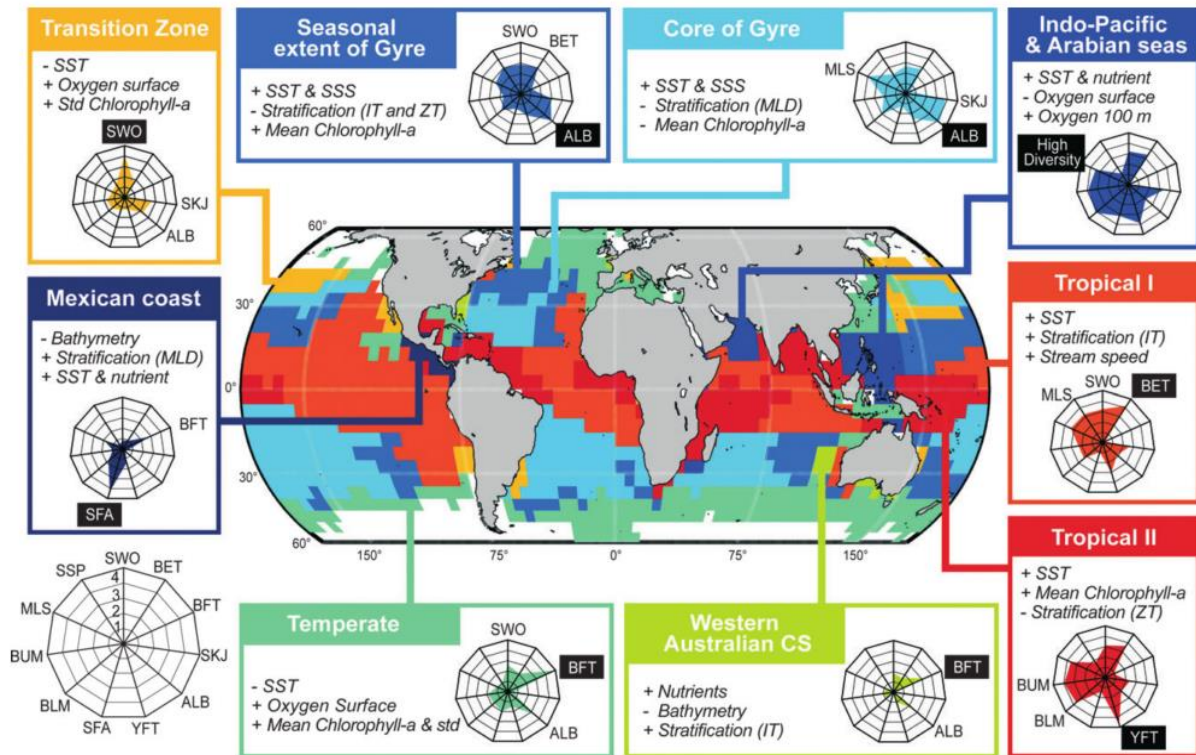 Transition Zone
- SST
+ Oxygen surface
+ Std Chlorophyll-a
SWO
SKJ
ALB
Seasonal
extent of Gyre
+ SST & SSS
- Stratification (IT and ZT)
+ Mean Chlorophyll-a
SWO
BET
ALB
Core of Gyre
+ SST & SSS
- Stratification (MLD)
- Mean Chlorophyll-a
MLS
SKJ
ALB
Indo-Pacific
& Arabian seas
+ SST & nutrient
- Oxygen surface
+ Oxygen 100 m
High
Diversity
Mexican coast
- Bathymetry
+ Stratification (MLD)
+ SST & nutrient
BFT
SFA
60°
30°
0°
30°
60°
150°
75°
0°
75°
150°
Tropical I
+ SST
+ Stratification (IT)
+ Stream speed
SWO
MLS
BET
Tropical II
+ SST
+ Mean Chlorophyll-a
- Stratification (ZT)
BUM
BLM
YFT
SWO
SSP
BET
MLS
BFT
BUM
SKJ
BLM
ALB
SFA
YFT
4
3
2
1
Temperate
- SST
+ Oxygen Surface
+ Mean Chlorophyll-a & std
SWO
BFT
ALB
Western
Australian CS
+ Nutrients
- Bathymetry
+ Stratification (IT)
BFT
ALB